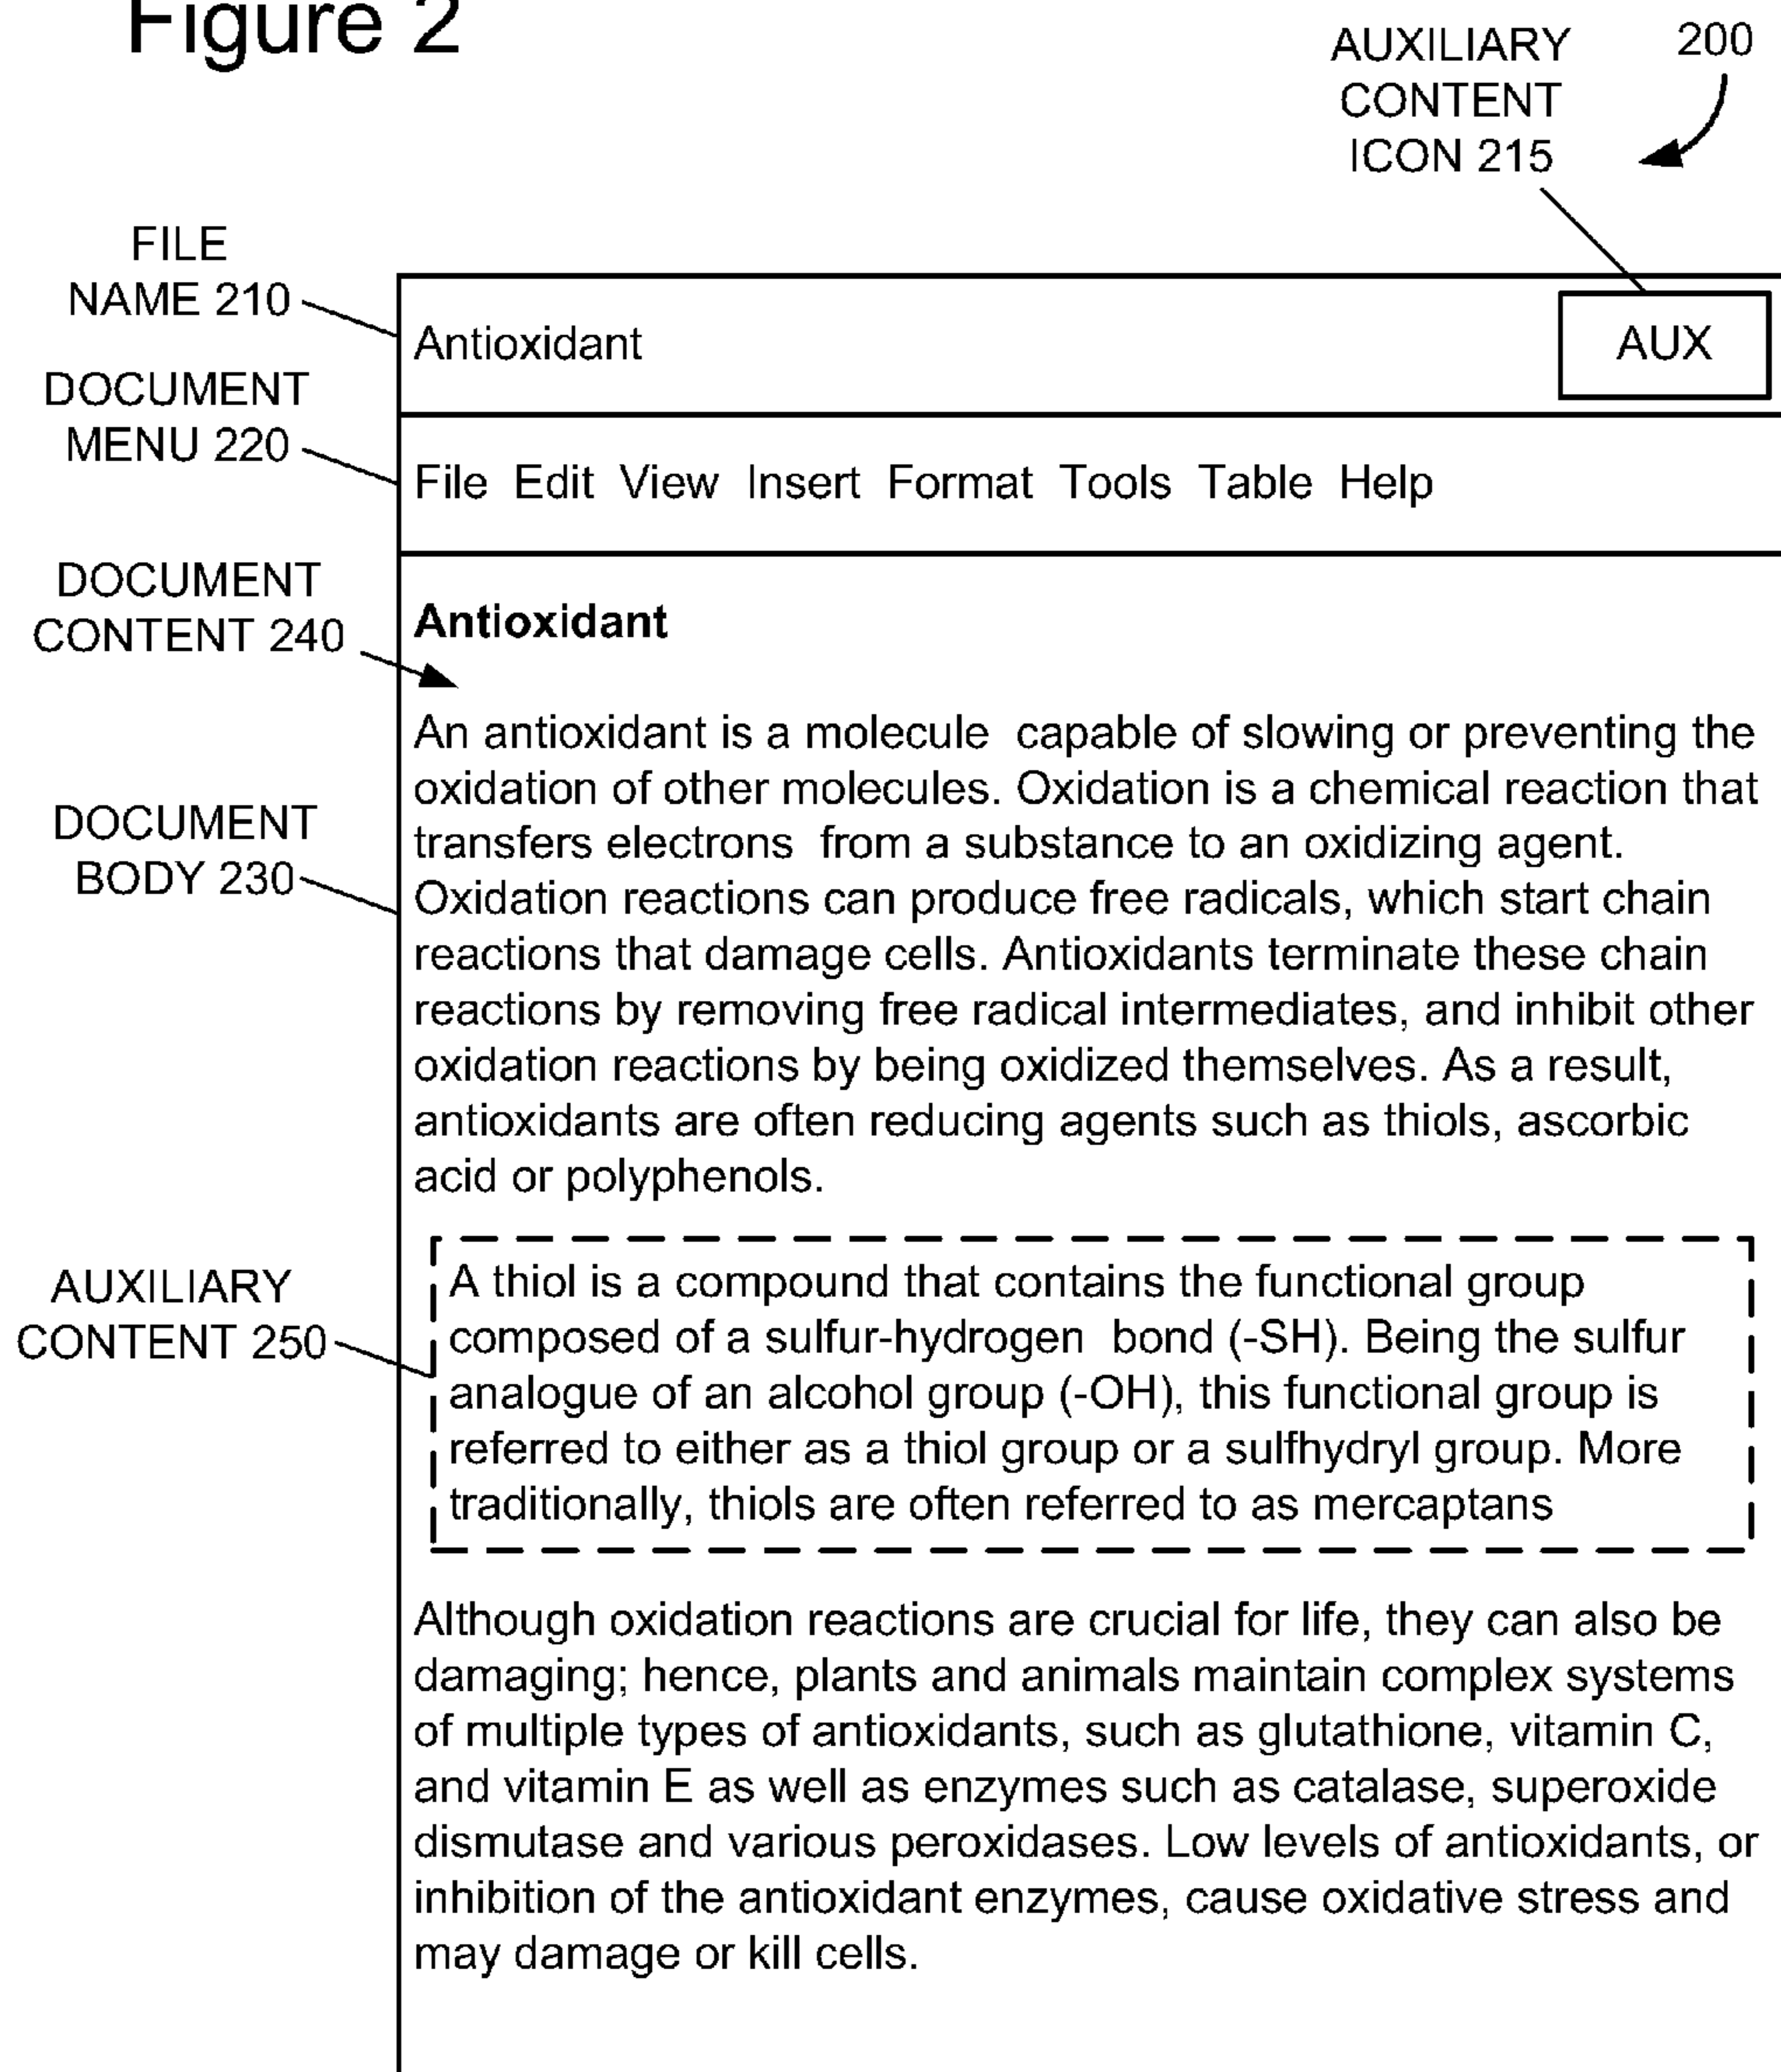 Figure 2
AUXILIARY
CONTENT
ICON 215
200
FILE
NAME 210
Antioxidant
AUX
DOCUMENT
MENU 220
File Edit View Insert Format Tools Table Help
DOCUMENT
CONTENT 240
Antioxidant
An antioxidant is a molecule capable of slowing or preventing the
oxidation of other molecules. Oxidation is a chemical reaction that
transfers electrons from a substance to an oxidizing agent.
Oxidation reactions can produce free radicals, which start chain
reactions that damage cells. Antioxidants terminate these chain
reactions by removing free radical intermediates, and inhibit other
oxidation reactions by being oxidized themselves. As a result,
antioxidants are often reducing agents such as thiols, ascorbic
acid or polyphenols.
DOCUMENT
BODY 230
AUXILIARY
CONTENT 250
A thiol is a compound that contains the functional group
composed of a sulfur-hydrogen bond (-SH). Being the sulfur
analogue of an alcohol group (-OH), this functional group is
referred to either as a thiol group or a sulfhydryl group. More
traditionally, thiols are often referred to as mercaptans
Although oxidation reactions are crucial for life, they can also be
damaging; hence, plants and animals maintain complex systems
of multiple types of antioxidants, such as glutathione, vitamin C,
and vitamin E as well as enzymes such as catalase, superoxide
dismutase and various peroxidases. Low levels of antioxidants, or
inhibition of the antioxidant enzymes, cause oxidative stress and
may damage or kill cells.